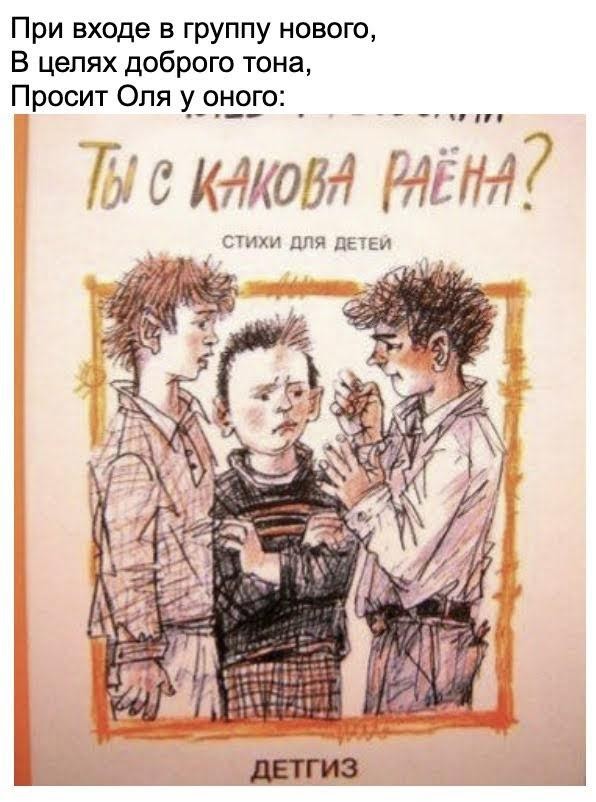 При входе в группу нового,
В целях доброго тона,
Просит Оля у оного:
Ты с какова раёна?
СТИХИ ДЛЯ ДЕТЕЙ
ДЕТГИЗ